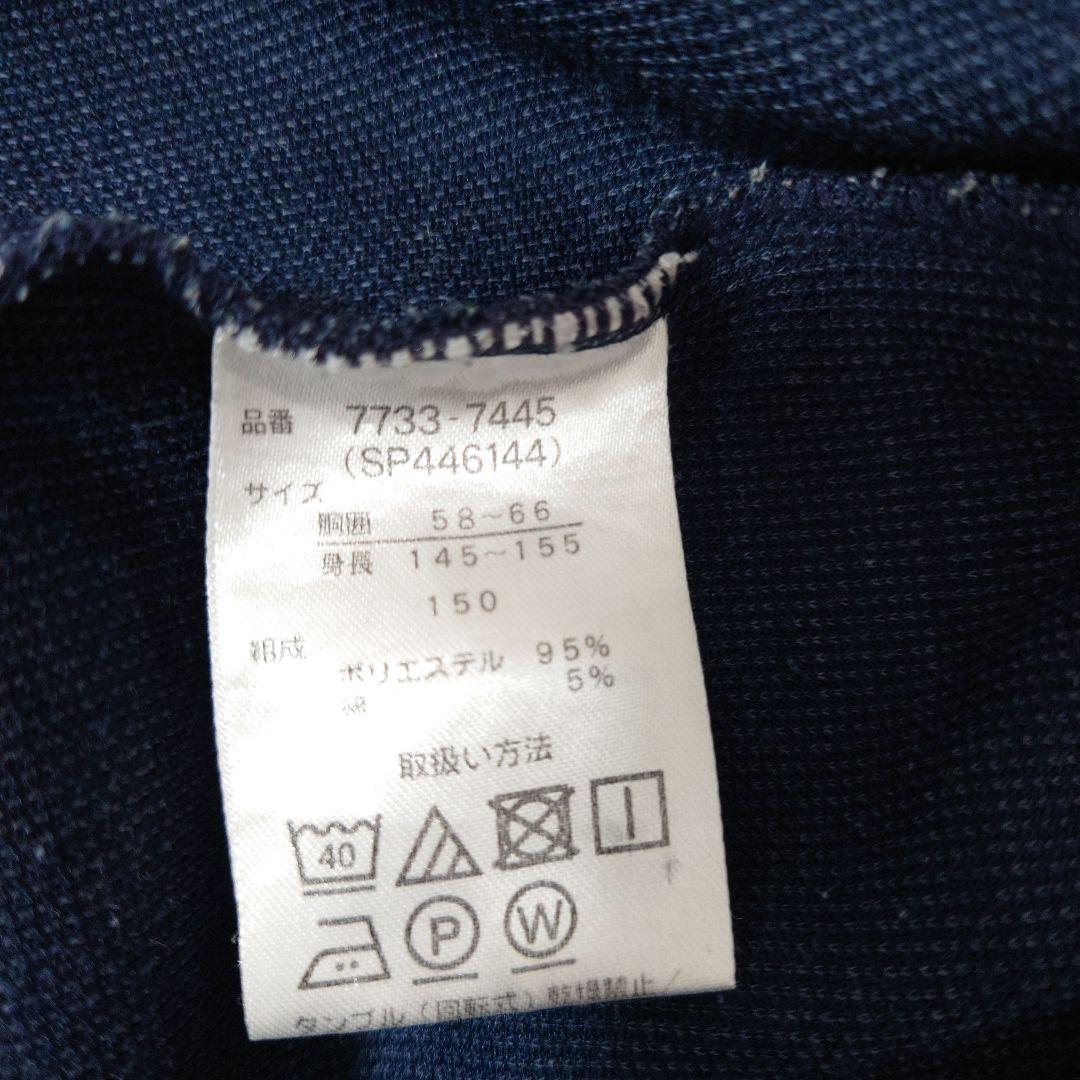 品番 7733-7445
(SP446144)
サイズ
胸囲 58~66
身長 145~155
150
組成
ポリエステル 95%
綿 5%
取扱い方法
40
P W
タンブル(回転式)乾燥禁止/